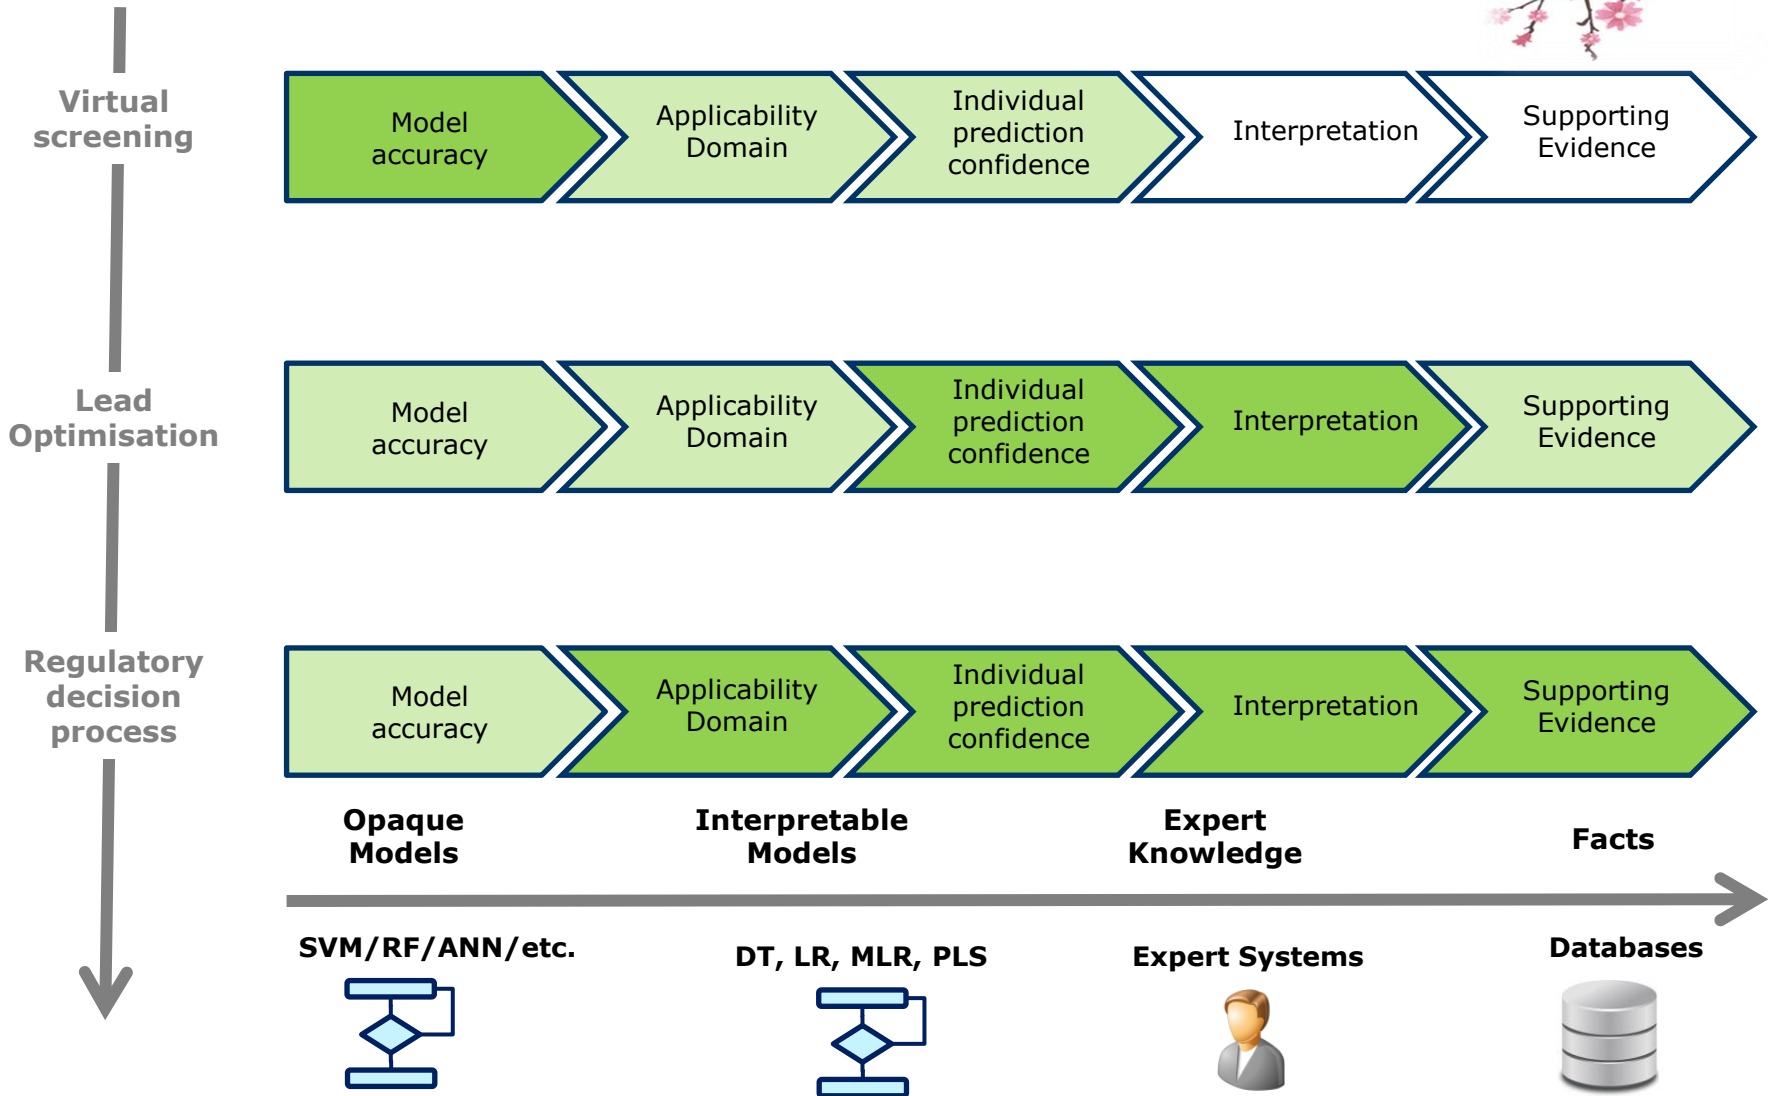 Virtual
screening
Model
accuracy
Applicability
Domain
Individual
prediction
confidence
Interpretation
Supporting
Evidence
Lead
Optimisation
Model
accuracy
Applicability
Domain
Individual
prediction
confidence
Interpretation
Supporting
Evidence
Regulatory
decision
process
Model
accuracy
Applicability
Domain
Individual
prediction
confidence
Interpretation
Supporting
Evidence
Opaque
Models
Interpretable
Models
Expert
Knowledge
Facts
SVM/RF/ANN/etc.
DT, LR, MLR, PLS
Expert Systems
Databases